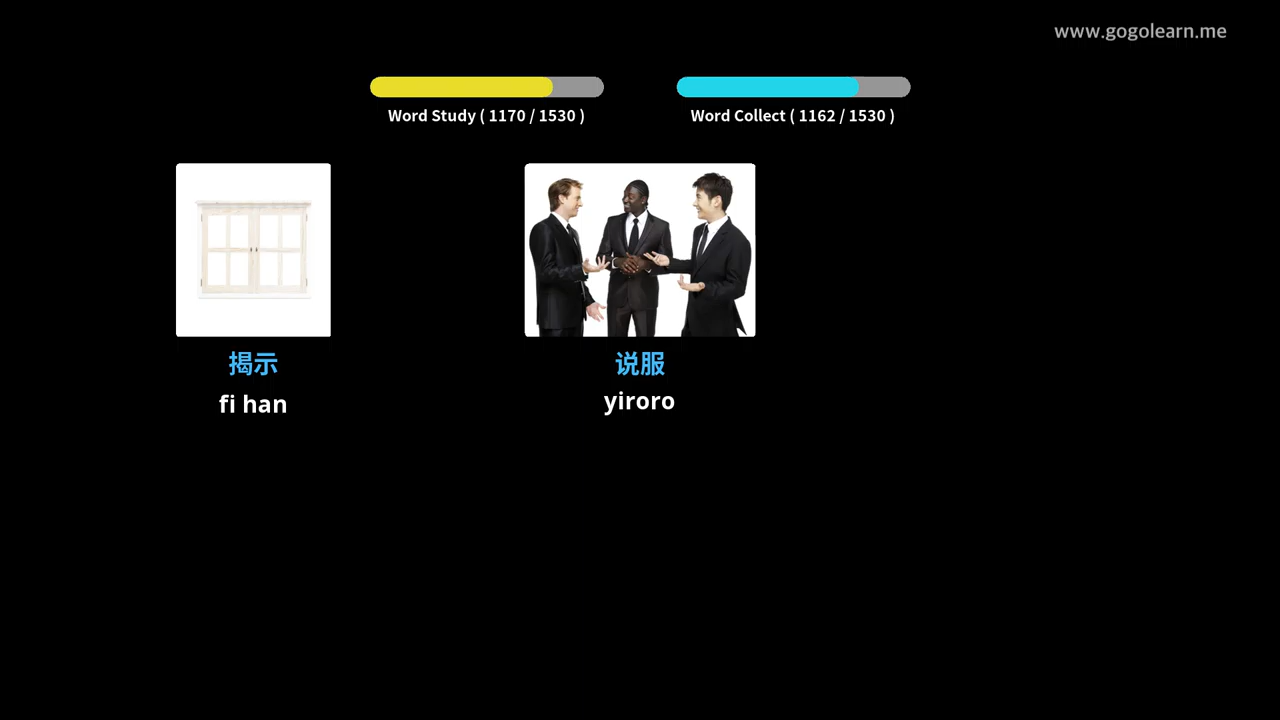 www.gogolearn.me
Word Study ( 1170 / 1530 )
Word Collect ( 1162 / 1530 )
揭示
fi han
说服
yiroro